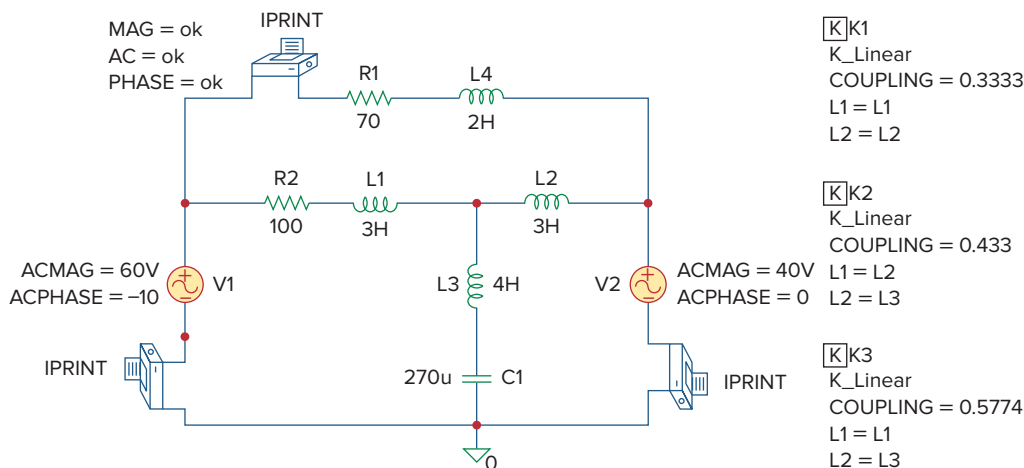 MAG = ok
AC = ok
PHASE = ok
IPRINT
R1
70
L4
2H
R2
100
L1
3H
L2
3H
ACMAG = 60V
ACPHASE = –10
V1
L3
4H
V2
ACMAG = 40V
ACPHASE = 0
IPRINT
270u
C1
IPRINT
0
K K1
K_Linear
COUPLING = 0.3333
L1 = L1
L2 = L2
K K2
K_Linear
COUPLING = 0.433
L1 = L2
L2 = L3
K K3
K_Linear
COUPLING = 0.5774
L1 = L1
L2 = L3